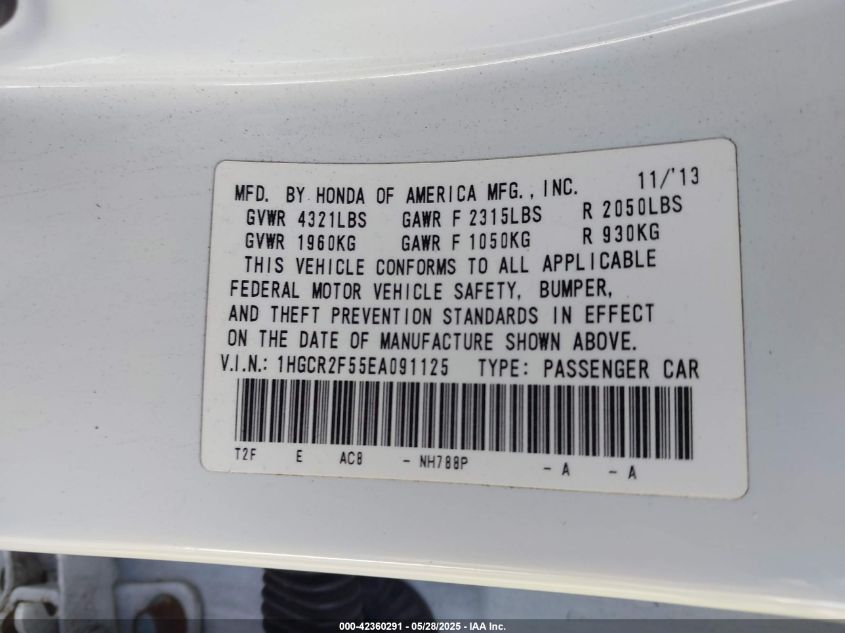 MFD. BY HONDA OF AMERICA MFG., INC. 11/'13
GVWR 4321LBS GAWR F 2315LBS R 2050LBS
GVWR 1960KG GAWR F 1050KG R 930KG
THIS VEHICLE CONFORMS TO ALL APPLICABLE
FEDERAL MOTOR VEHICLE SAFETY, BUMPER,
AND THEFT PREVENTION STANDARDS IN EFFECT
ON THE DATE OF MANUFACTURE SHOWN ABOVE.
V.I.N.: 1HGCR2F55EA091125 TYPE: PASSENGER CAR
T2F E AC8 - NH788P - A - A
000-42360291 - 05/28/2025 - IAA Inc.